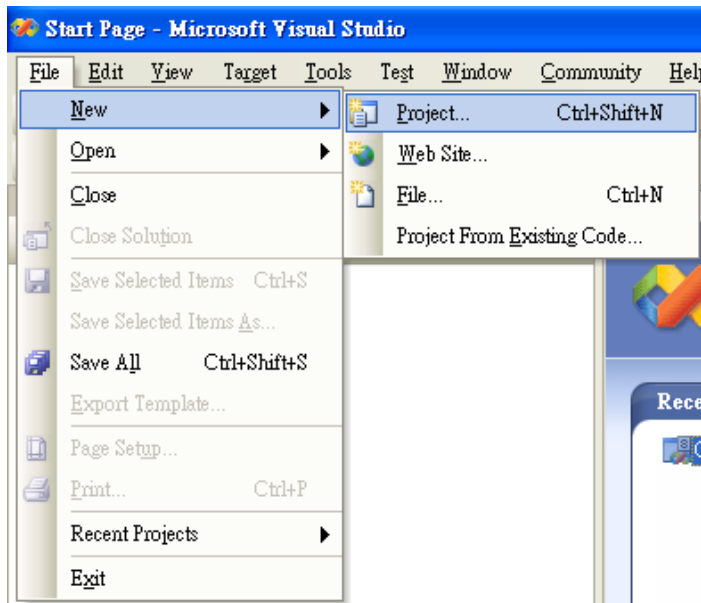 Start Page - Microsoft Visual Studio
File Edit View Target Tools Test Window Community Help
New
Project... Ctrl+Shift+N
Open
Web Site...
Close
File... Ctrl+N
Close Solution
Project From Existing Code...
Save Selected Items Ctrl+S
Save Selected Items As...
Save All Ctrl+Shift+S
Export Template...
Rece
Page Setup...
Print... Ctrl+P
Recent Projects
Exit